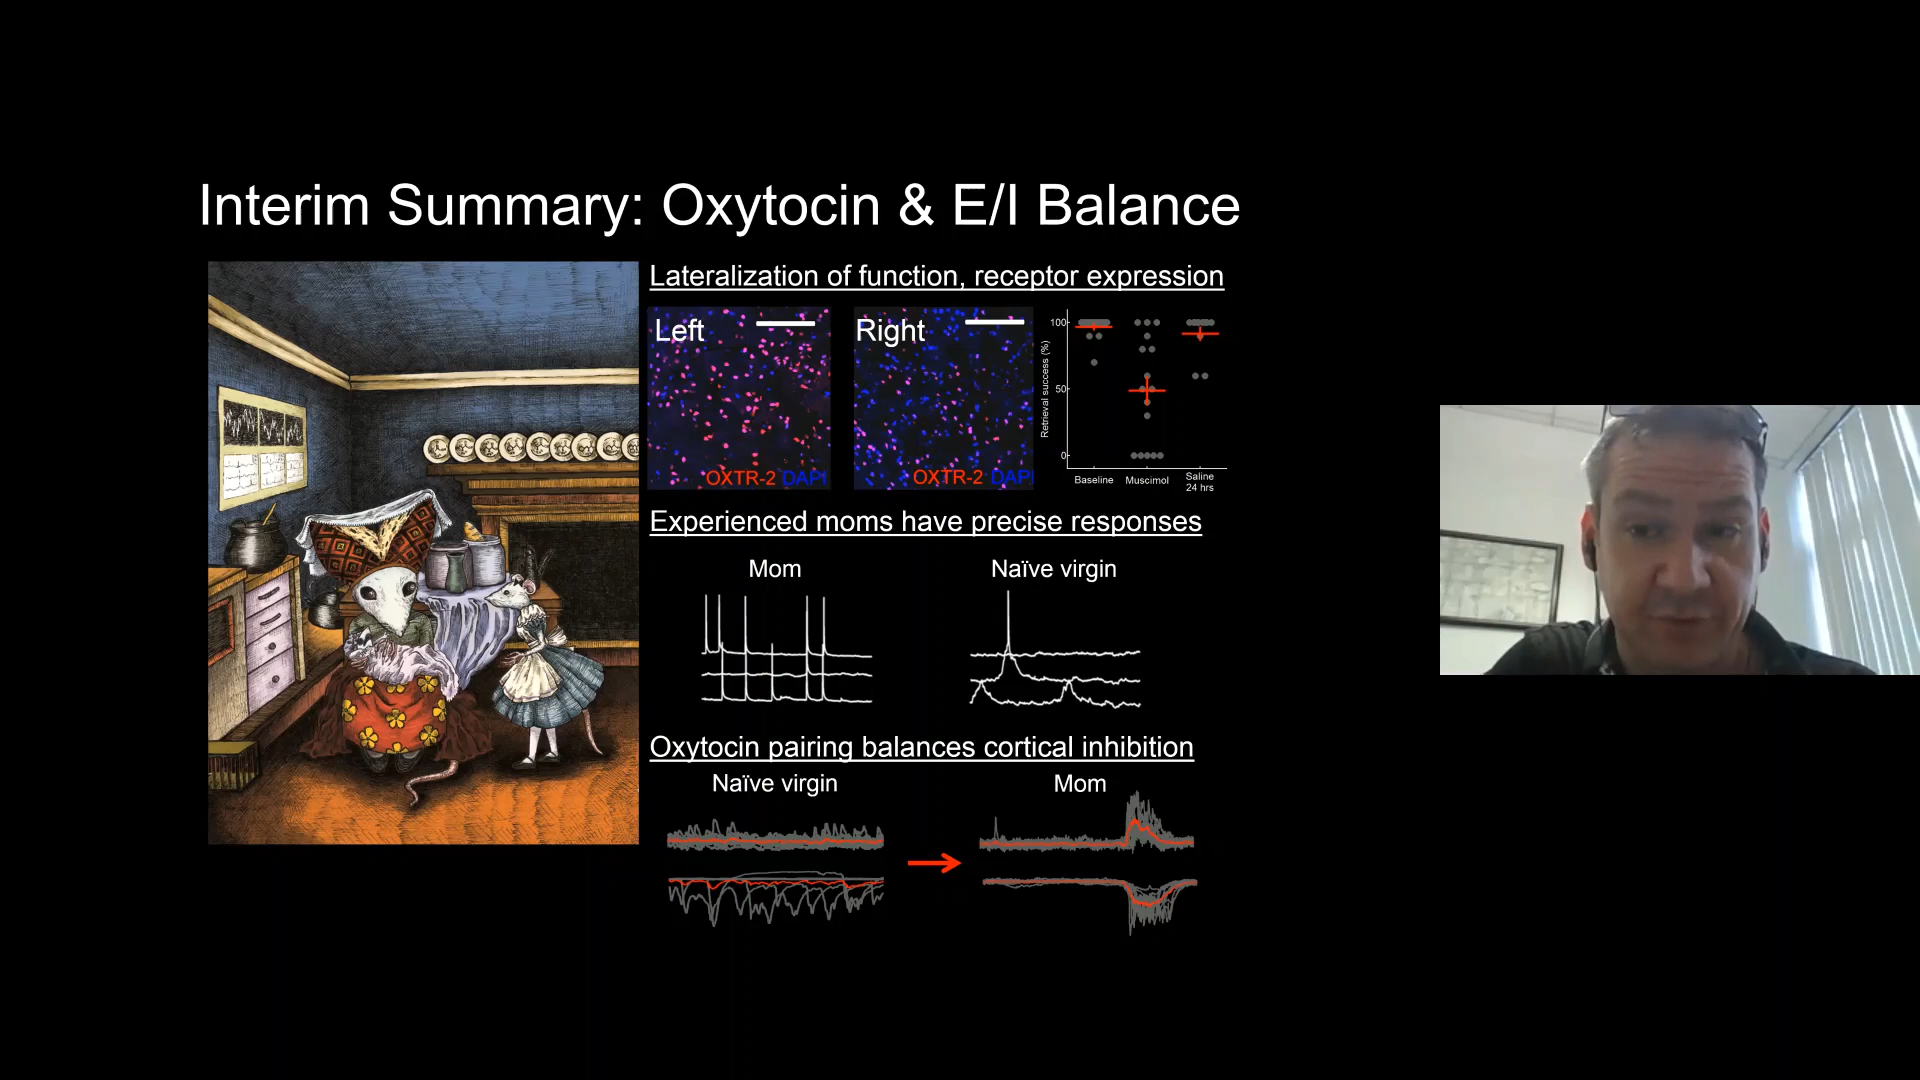 Interim Summary: Oxytocin & E/I Balance
Lateralization of function, receptor expression
Left
OXTR-2 DAPI
Right
OXTR-2 DAP
Retrieval success (%)
100
50
0
Baseline
Muscimol
Saline
24 hrs
Experienced moms have precise responses
Mom
Naïve virgin
Oxytocin pairing balances cortical inhibition
Naïve virgin
Mom